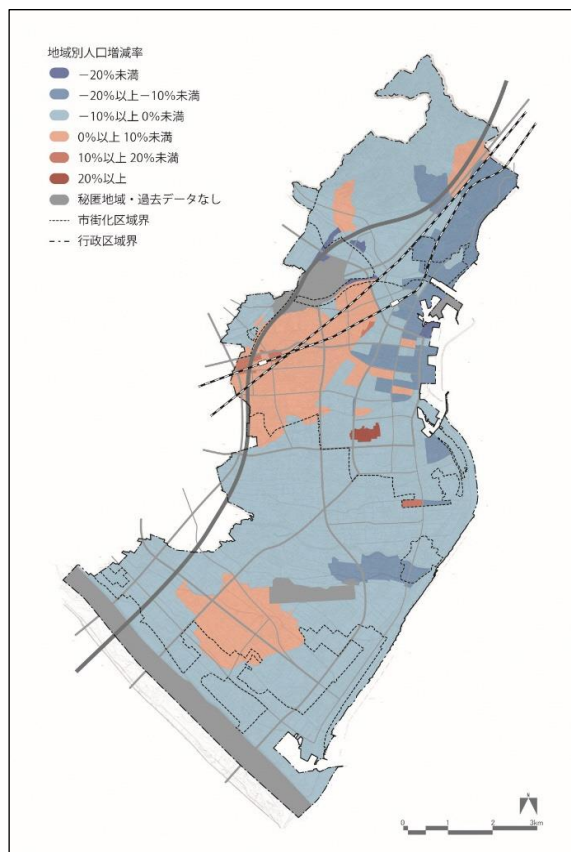 地域別人口増減率
－20%未満
－20%以上－10%未満
－10%以上 0%未満
0%以上 10%未満
10%以上 20%未満
20%以上
秘匿地域・過去データなし
市街化区域界
行政区域界
N
0 1 2 3km